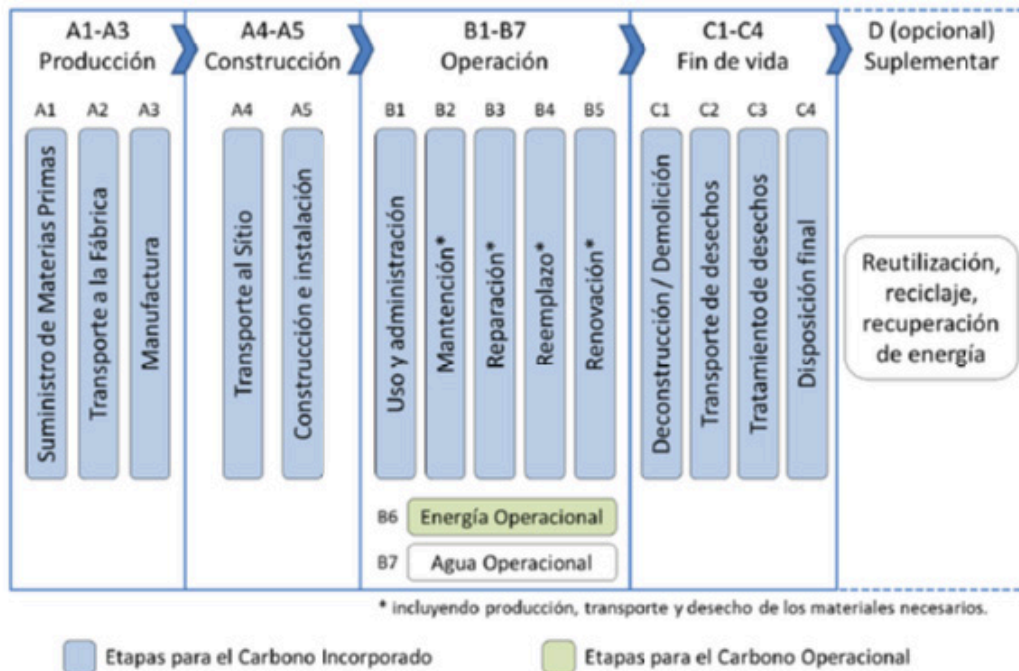 A1-A3
Producción
A4-A5
Construcción
B1-B7
Operación
C1-C4
Fin de vida
D (opcional)
Suplementar
A1
A2
A3
A4
A5
B1
B2
B3
B4
B5
C1
C2
C3
C4
Suministro de Materias Primas
Transporte a la Fábrica
Manufactura
Transporte al Sítio
Construcción e instalación
Uso y administración
Mantención*
Reparación*
Reemplazo*
Renovación*
Deconstrucción / Demolición
Transporte de desechos
Tratamiento de desechos
Disposición final
Reutilización,
reciclaje,
recuperación
de energía
B6 Energía Operacional
B7 Agua Operacional
* incluyendo producción, transporte y desecho de los materiales necesarios.
Etapas para el Carbono Incorporado
Etapas para el Carbono Operacional